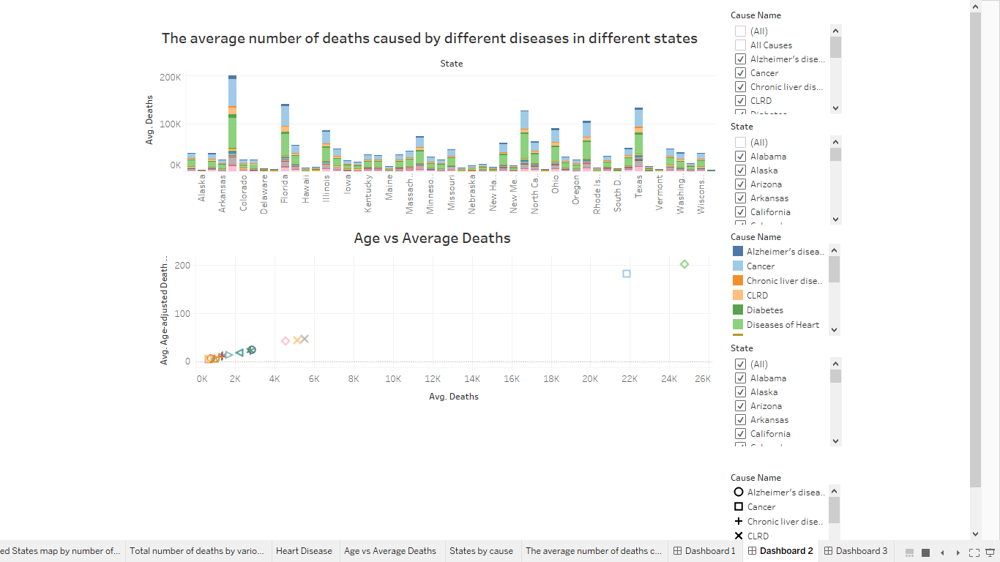 The average number of deaths caused by different diseases in different states
State
200K
100K
0K
Avg. Deaths
Alaska
Arkansas
Colorado
Delaware
Florida
Hawaii
Illinois
Iowa
Kentucky
Maine
Massach..
Minneso..
Missouri
Nebraska
New Ha..
New Me..
North Ca..
Ohio
Oregon
Rhode Is..
South D..
Texas
Vermont
Washing..
Wiscons..
Age vs Average Deaths
Avg. Age-adjusted Death ..
200
100
0
0K 2K 4K 6K 8K 10K 12K 14K 16K 18K 20K 22K 24K 26K
Avg. Deaths
Cause Name
(All)
All Causes
Alzheimer's dise...
Cancer
Chronic liver dis...
CLRD
Diabetes
State
(All)
Alabama
Alaska
Arizona
Arkansas
California
Cause Name
Alzheimer's disea..
Cancer
Chronic liver dise..
CLRD
Diabetes
Diseases of Heart
State
(All)
Alabama
Alaska
Arizona
Arkansas
California
Cause Name
Alzheimer's disea..
Cancer
Chronic liver dise..
CLRD
ed States map by number of... Total number of deaths by vario... Heart Disease Age vs Average Deaths States by cause The average number of deaths c... Dashboard 1 Dashboard 2 Dashboard 3